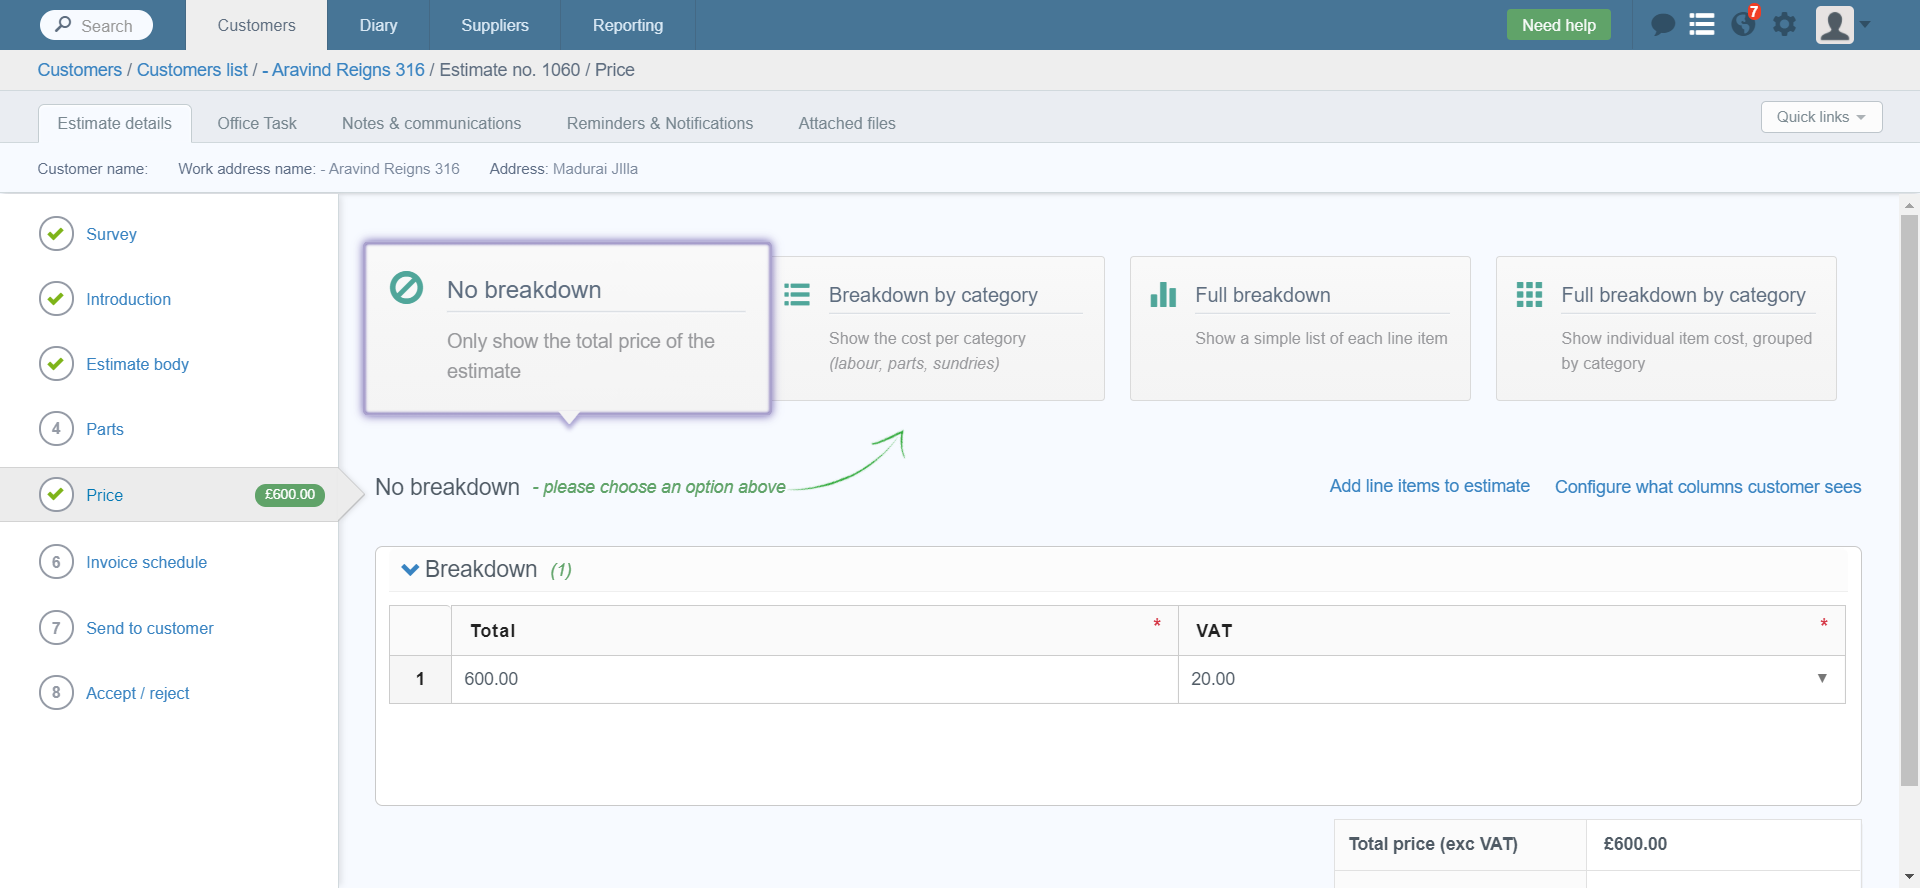 Search
Customers
Diary
Suppliers
Reporting
Need help
7
Customers / Customers list / - Aravind Reigns 316 / Estimate no. 1060 / Price
Estimate details
Office Task
Notes & communications
Reminders & Notifications
Attached files
Quick links
Customer name:
Work address name: - Aravind Reigns 316
Address: Madurai JIlla
Survey
Introduction
Estimate body
4 Parts
Price £600.00
6 Invoice schedule
7 Send to customer
8 Accept / reject
No breakdown
Only show the total price of the
estimate
Breakdown by category
Show the cost per category
(labour, parts, sundries)
Full breakdown
Show a simple list of each line item
Full breakdown by category
Show individual item cost, grouped
by category
No breakdown - please choose an option above
Add line items to estimate
Configure what columns customer sees
Breakdown (1)
Total * VAT *
1 600.00 20.00
Total price (exc VAT) £600.00